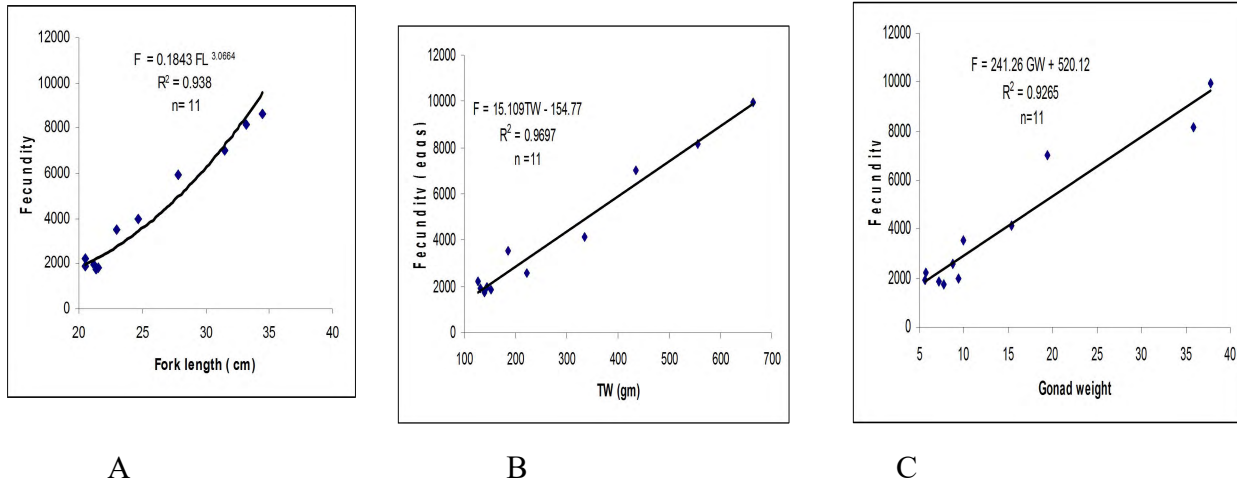 12000
10000
8000
6000
4000
2000
0
Fecundity
F = 0.1843 FL 3.0664
R2 = 0.938
n= 11
20 25 30 35 40
Fork length ( cm)
A
12000
10000
8000
6000
4000
2000
0
Fecundity ( eggs)
F = 15.109TW - 154.77
R2 = 0.9697
n =11
100 200 300 400 500 600 700
TW (gm)
B
12000
10000
8000
6000
4000
2000
0
Fecundity
F = 241.26 GW + 520.12
R2 = 0.9265
n=11
5 10 15 20 25 30 35 40
Gonad weight
C